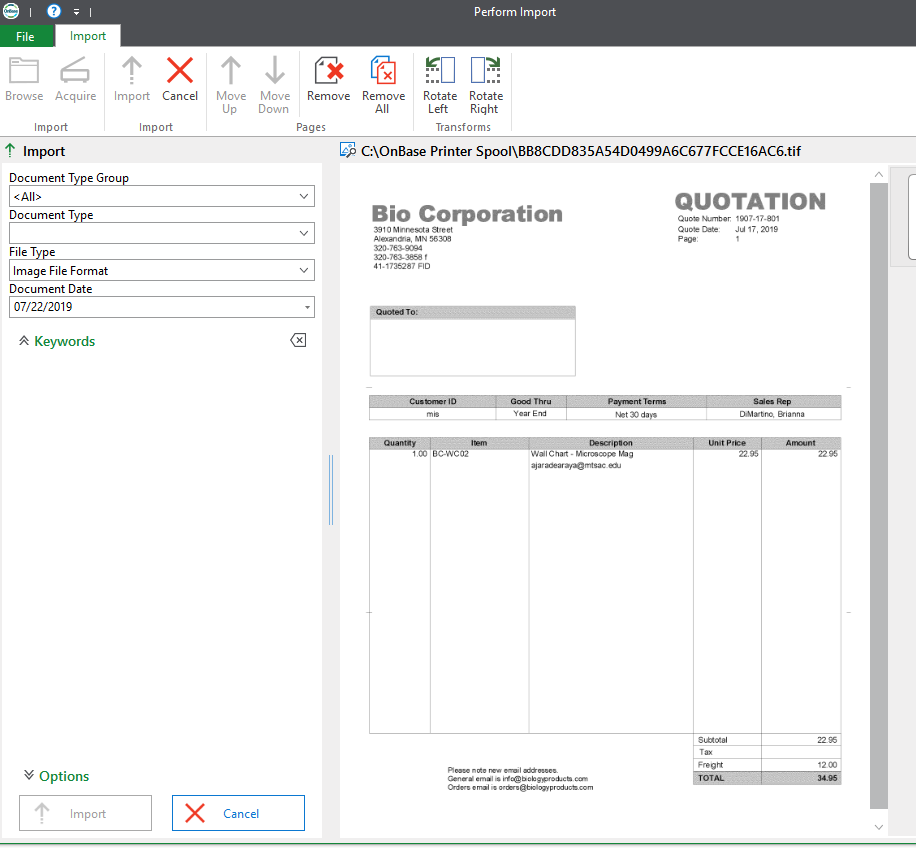 OnBase
Perform Import
File
Import
Browse
Acquire
Import
Cancel
Move Up
Move Down
Remove
Remove All
Rotate Left
Rotate Right
Import
Import
Pages
Transforms
Import
Document Type Group
<All>
Document Type
File Type
Image File Format
Document Date
07/22/2019
Keywords
Options
Import
Cancel
C:\OnBase Printer Spool\BB8CDD835A54D0499A6C677FCCE16AC6.tif
Bio Corporation
3910 Minnesota Street
Alexandria, MN 56308
320-763-9094
320-763-3858 f
41-1735287 FID
QUOTATION
Quote Number: 1907-17-801
Quote Date: Jul 17, 2019
Page: 1
Quoted To:
Customer ID Good Thru Payment Terms Sales Rep
mis Year End Net 30 days DiMartino, Brianna
Quantity Item Description Unit Price Amount
1.00 BC-WC02 Wall Chart - Microscope Mag 22.95 22.95
ajaradearaya@mtsac.edu
Subtotal 22.95
Tax
Freight 12.00
TOTAL 34.95
Please note new email addresses.
General email is info@biologyproducts.com
Orders email is orders@biologyproducts.com